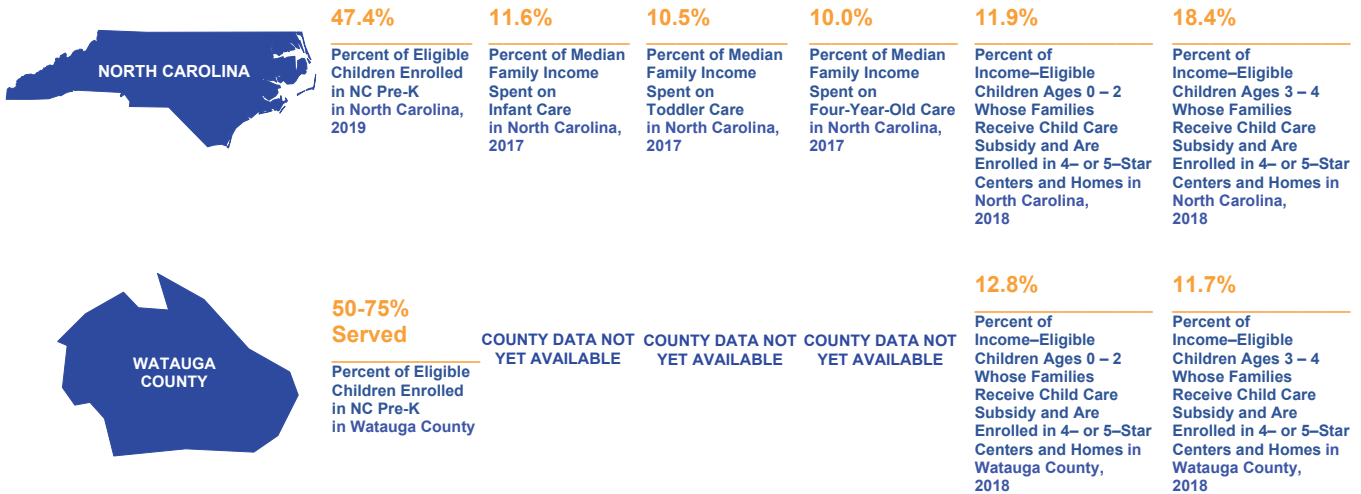 NORTH CAROLINA
47.4%
Percent of Eligible
Children Enrolled
in NC Pre-K
in North Carolina,
2019
11.6%
Percent of Median
Family Income
Spent on
Infant Care
in North Carolina,
2017
10.5%
Percent of Median
Family Income
Spent on
Toddler Care
in North Carolina,
2017
10.0%
Percent of Median
Family Income
Spent on
Four-Year-Old Care
in North Carolina,
2017
11.9%
Percent of
Income–Eligible
Children Ages 0 – 2
Whose Families
Receive Child Care
Subsidy and Are
Enrolled in 4– or 5–Star
Centers and Homes in
North Carolina,
2018
18.4%
Percent of
Income–Eligible
Children Ages 3 – 4
Whose Families
Receive Child Care
Subsidy and Are
Enrolled in 4– or 5–Star
Centers and Homes in
North Carolina,
2018
WATAUGA
COUNTY
50-75%
Served
Percent of Eligible
Children Enrolled
in NC Pre-K
in Watauga County
COUNTY DATA NOT
YET AVAILABLE
COUNTY DATA NOT
YET AVAILABLE
COUNTY DATA NOT
YET AVAILABLE
12.8%
Percent of
Income–Eligible
Children Ages 0 – 2
Whose Families
Receive Child Care
Subsidy and Are
Enrolled in 4– or 5–Star
Centers and Homes in
Watauga County,
2018
11.7%
Percent of
Income–Eligible
Children Ages 3 – 4
Whose Families
Receive Child Care
Subsidy and Are
Enrolled in 4– or 5–Star
Centers and Homes in
Watauga County,
2018